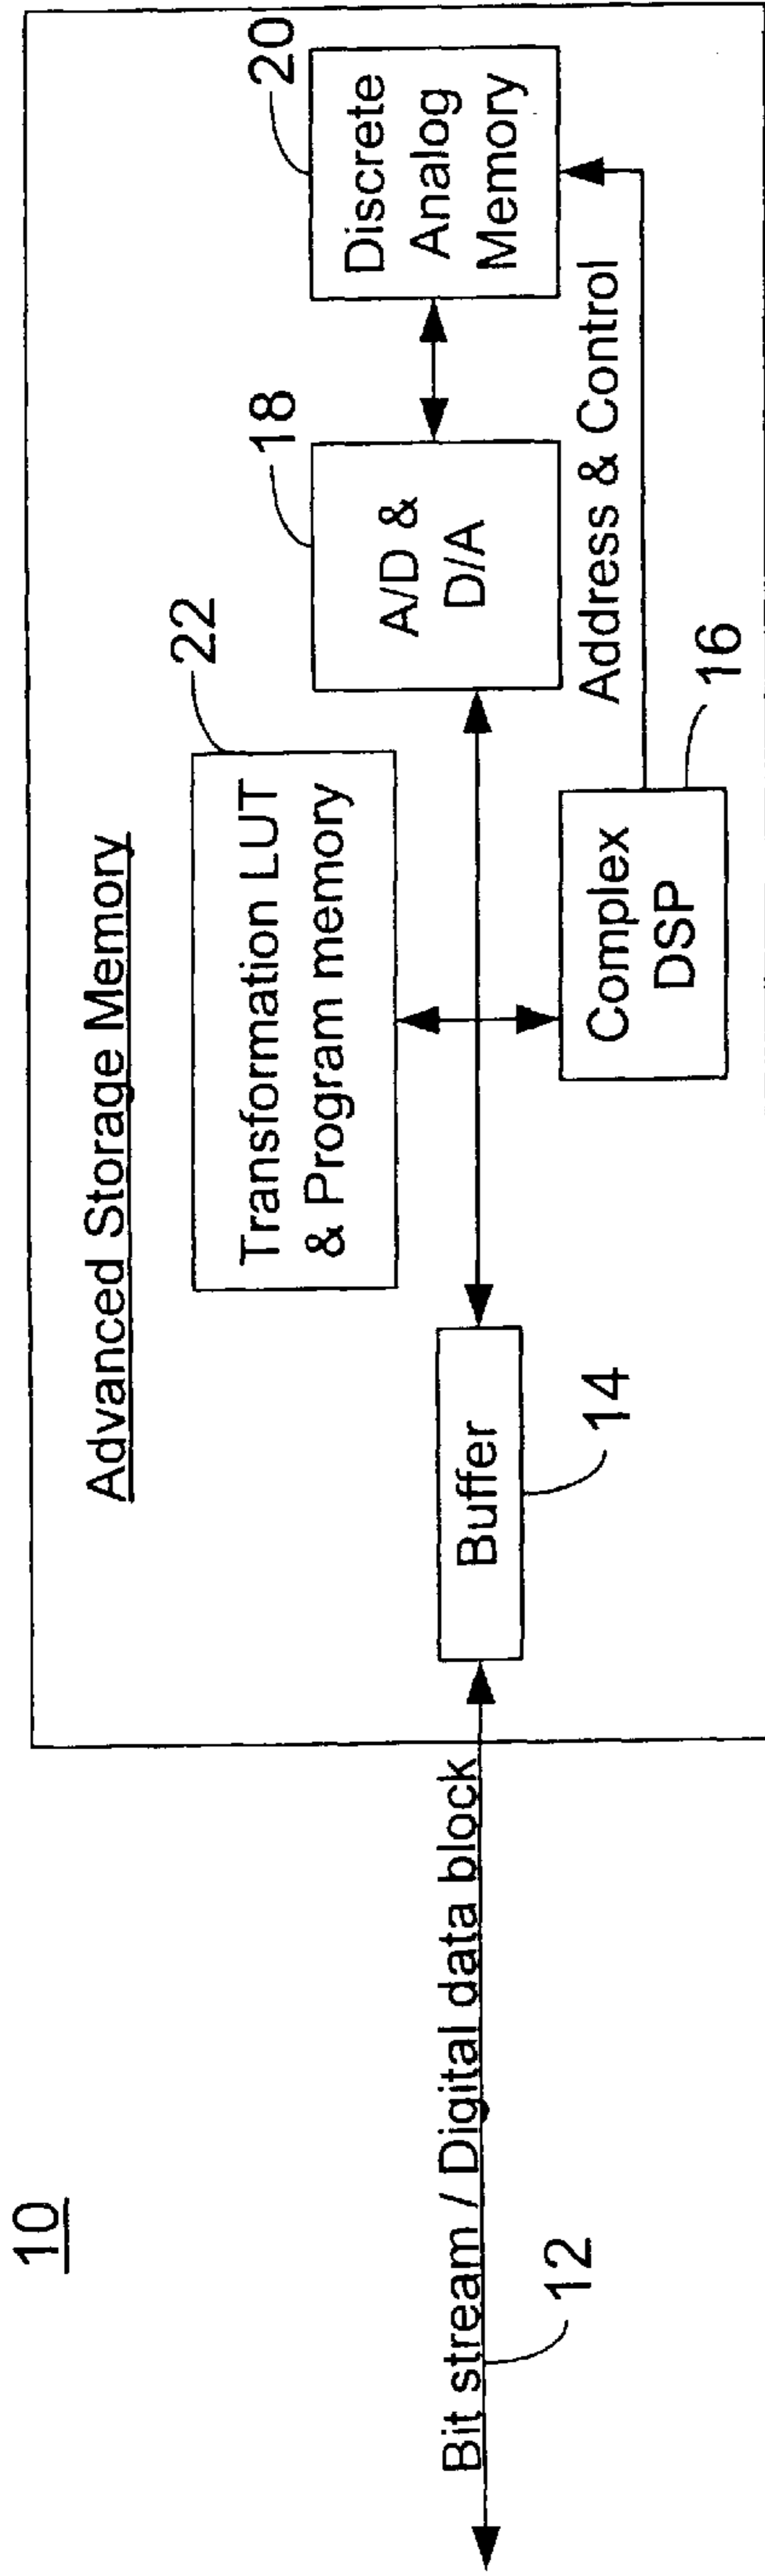 10
Advanced Storage Memory
Bit stream / Digital data block
12
Buffer
14
Transformation LUT
& Program memory
22
Complex
DSP
16
A/D &
D/A
18
Address & Control
Discrete
Analog
Memory
20